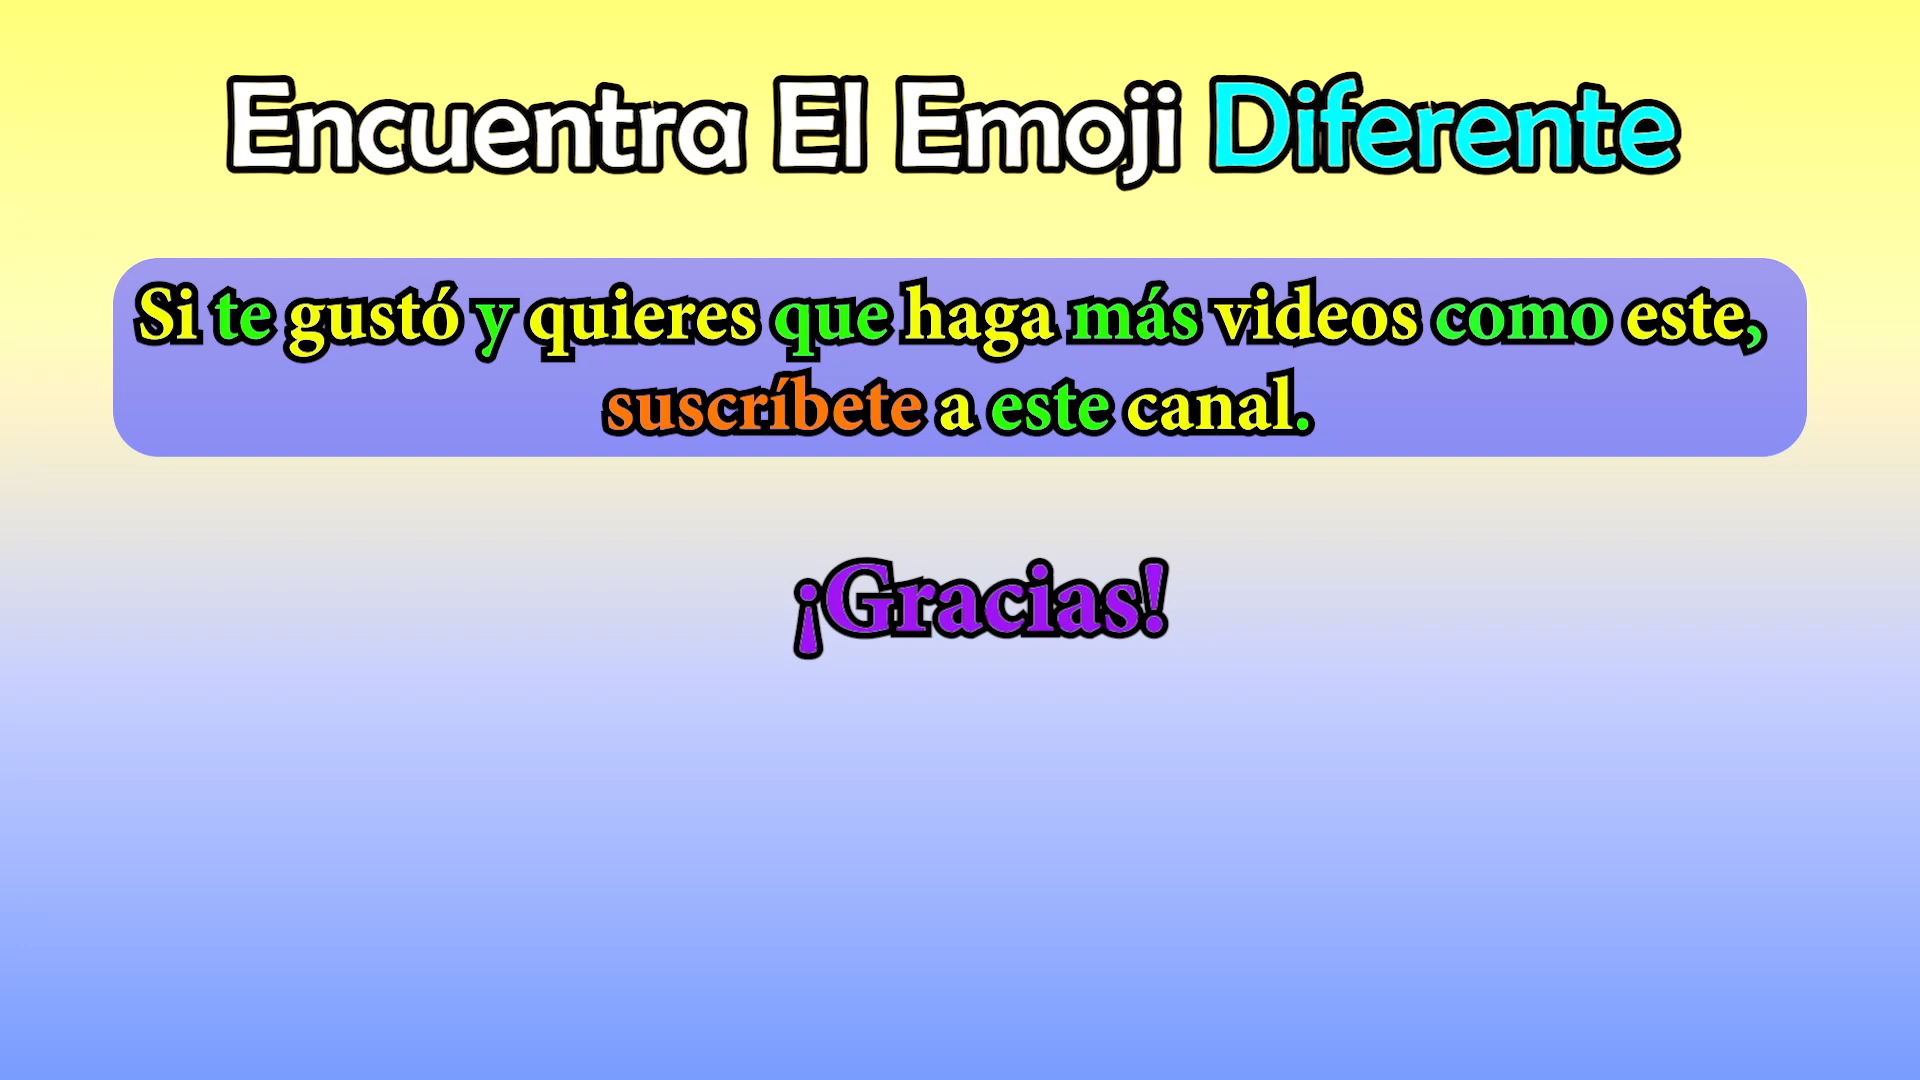 Encuentra El Emoji Diferente
Si te gustó y quieres que haga más videos como este,
suscríbete a este canal.
¡Gracias!